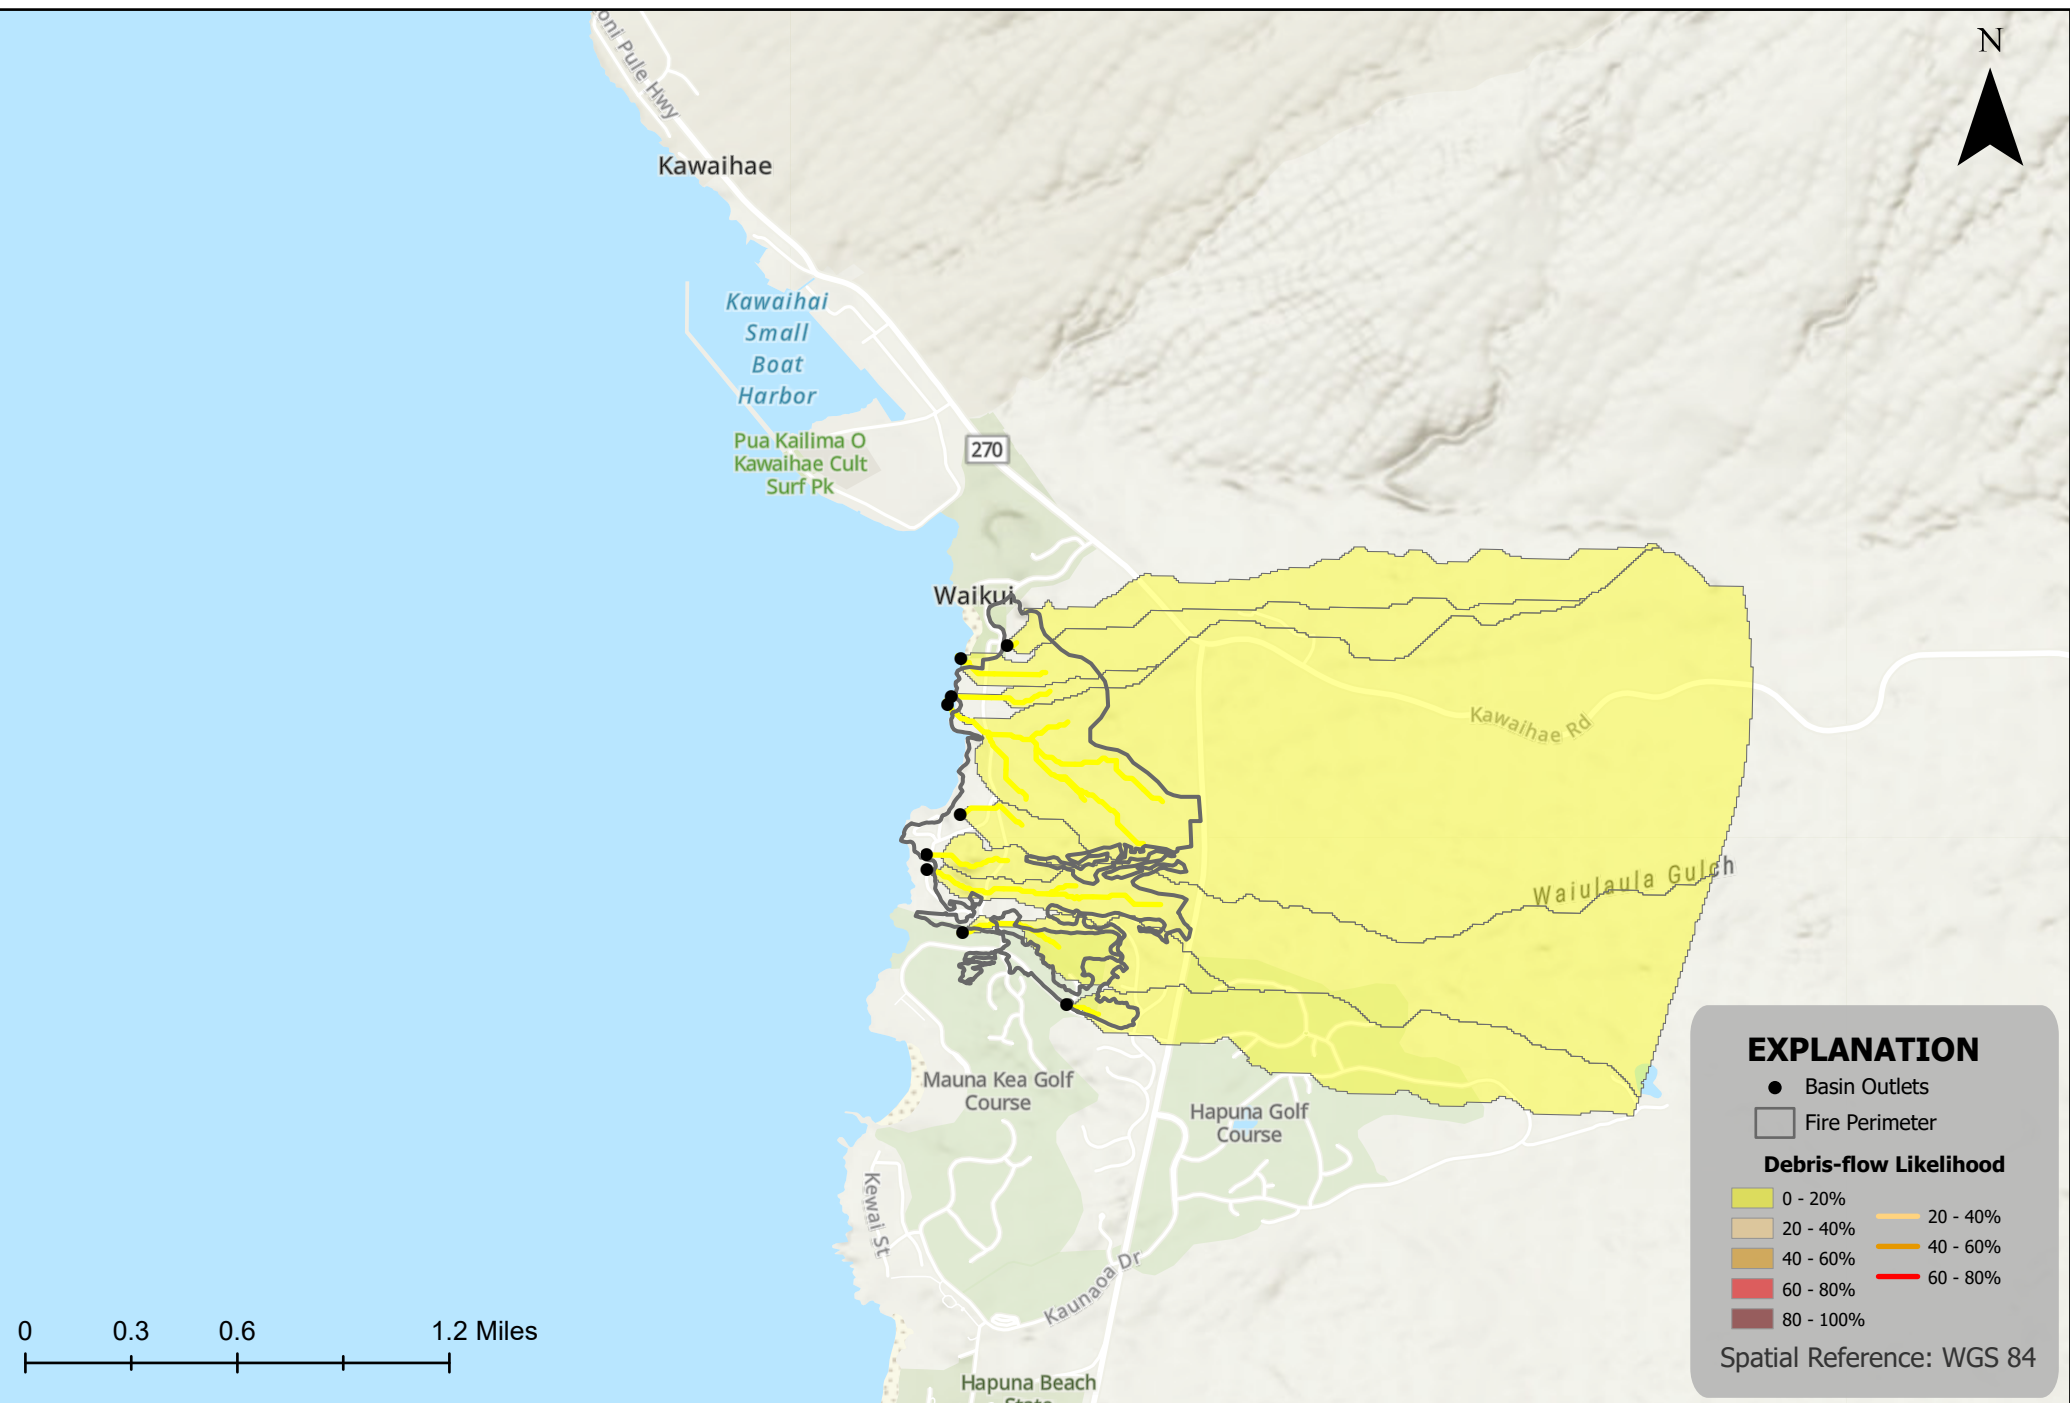 oni Pule Hwy
N
Kawaihae
Kawaihai
Small
Boat
Harbor
Pua Kailima O
Kawaihae Cult
Surf Pk
270
Waikui
Kawaihae Rd
Waiulaula Gulch
Mauna Kea Golf
Course
Hapuna Golf
Course
Kewai St
Kaunaoa Dr
Hapuna Beach
State
0 0.3 0.6 1.2 Miles
EXPLANATION
Basin Outlets
Fire Perimeter
Debris-flow Likelihood
0 - 20%
20 - 40%
40 - 60%
60 - 80%
80 - 100%
20 - 40%
40 - 60%
60 - 80%
Spatial Reference: WGS 84